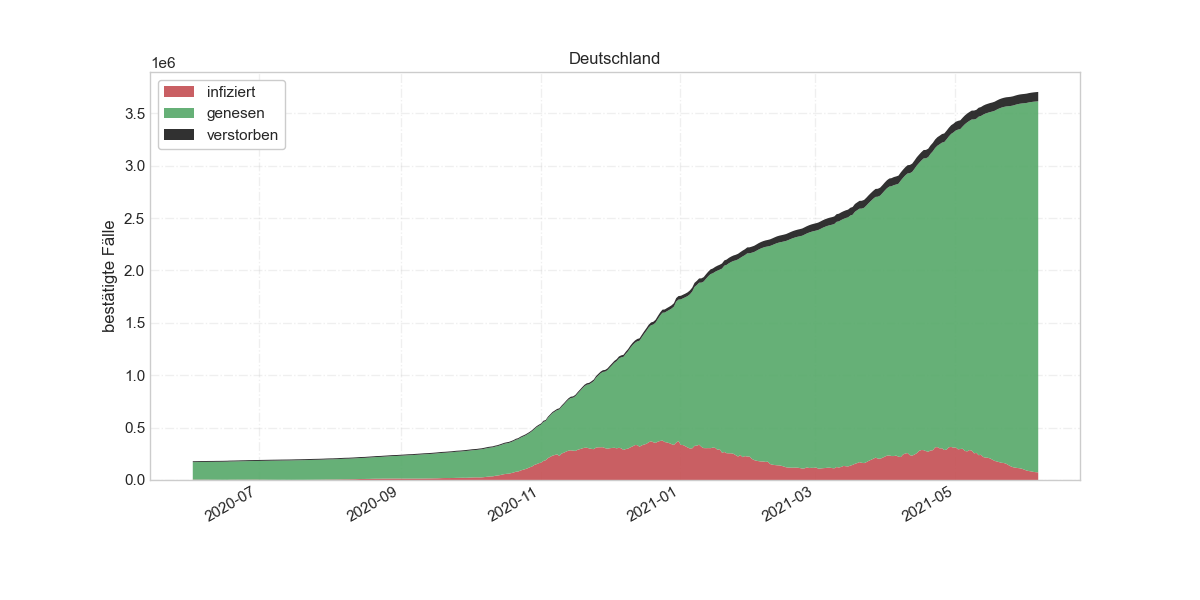 Deutschland
1e6
infiziert
genesen
verstorben
bestätigte Fälle
3.5
3.0
2.5
2.0
1.5
1.0
0.5
0.0
2020-07
2020-09
2020-11
2021-01
2021-03
2021-05